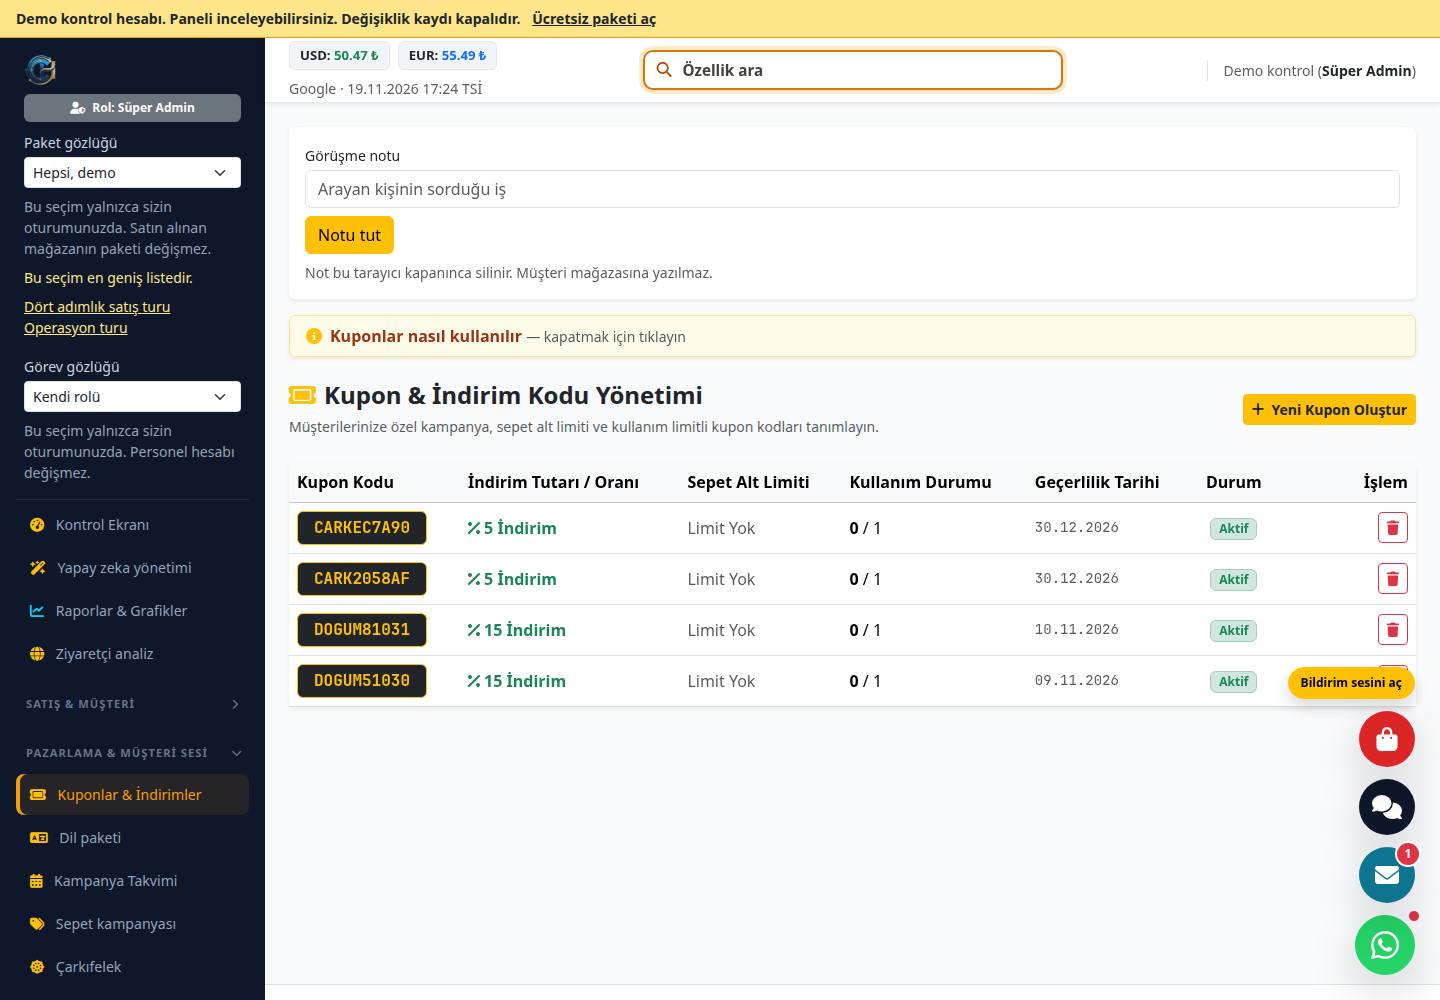 Demo kontrol hesabı. Paneli inceleyebilirsiniz. Değişiklik kaydı kapalıdır. Ücretsiz paketi aç
Rol: Süper Admin
Paket gözlüğü
Hepsi, demo
Bu seçim yalnızca sizin
oturumunuzda. Satın alınan
mağazanın paketi değişmez.
Bu seçim en geniş listedir.
Dört adımlık satış turu
Operasyon turu
Görev gözlüğü
Kendi rolü
Bu seçim yalnızca sizin
oturumunuzda. Personel hesabı
değişmez.
Kontrol Ekranı
Yapay zeka yönetimi
Raporlar & Grafikler
Ziyaretçi analiz
SATIŞ & MÜŞTERİ
PAZARLAMA & MÜŞTERİ SESİ
Kuponlar & İndirimler
Dil paketi
Kampanya Takvimi
Sepet kampanyası
Çarkıfelek
USD: 50.47 ₺ EUR: 55.49 ₺
Google · 19.11.2026 17:24 TSİ
Özellik ara
Demo kontrol (Süper Admin)
Görüşme notu
Arayan kişinin sorduğu iş
Notu tut
Not bu tarayıcı kapanınca silinir. Müşteri mağazasına yazılmaz.
Kuponlar nasıl kullanılır — kapatmak için tıklayın
Kupon & İndirim Kodu Yönetimi
Müşterilerinize özel kampanya, sepet alt limiti ve kullanım limitli kupon kodları tanımlayın.
+ Yeni Kupon Oluştur
Kupon Kodu İndirim Tutarı / Oranı Sepet Alt Limiti Kullanım Durumu Geçerlilik Tarihi Durum İşlem
CARKEC7A90 % 5 İndirim Limit Yok 0 / 1 30.12.2026 Aktif
CARK2058AF % 5 İndirim Limit Yok 0 / 1 30.12.2026 Aktif
DOGUM81031 % 15 İndirim Limit Yok 0 / 1 10.11.2026 Aktif
DOGUM51030 % 15 İndirim Limit Yok 0 / 1 09.11.2026 Aktif
Bildirim sesini aç
1